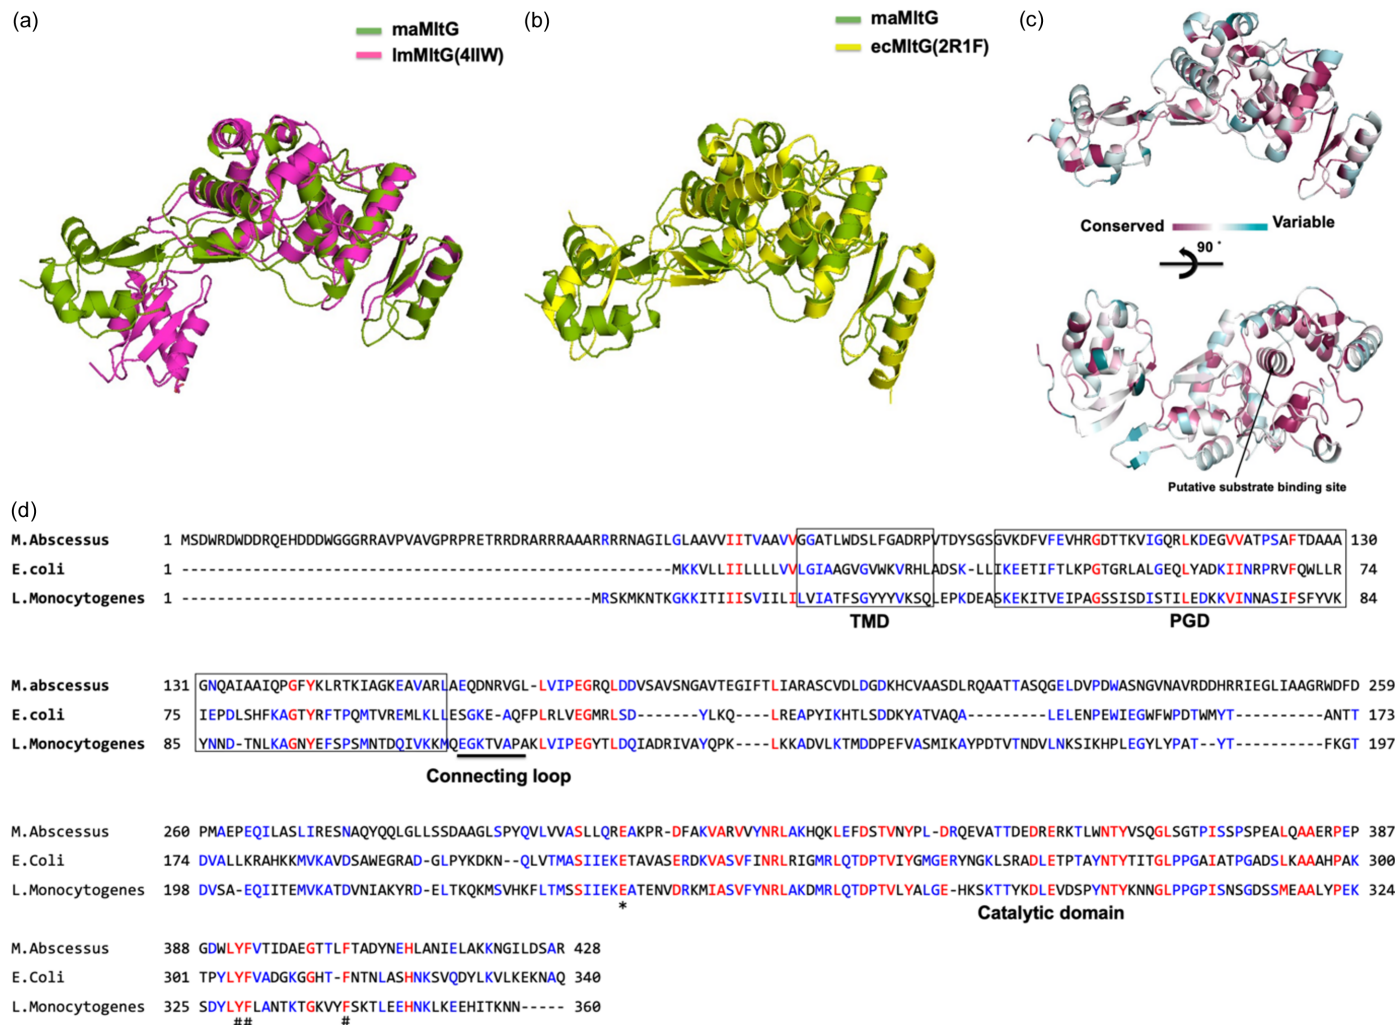 (a)
maMltG
lmMltG(4IIW)
(b)
maMltG
ecMltG(2R1F)
(c)
Conserved
Variable
90 °
Putative substrate binding site
(d)
M.Abscessus 1 MSDWRDWDDRQEHDDDWGGGRRAVPVAVGPRPRETRRDRARRRRAAARRRRNAGILGLAAVVIITVAAVVGGATLWDSLFGADRPVTDYSGSGVKDFVFEVHRGDTTKVIGQRLKDEGVVATPSAFTDAAA 130
E.coli 1 -------------------------------------------------------MKKVLLIILLLLVVLGIAAGVGVWKVRHLADSK-LLIKEETIFTLKPGTGRLALGEQLYADKIINRPRVFQWLLR 74
L.Monocytogenes 1 ----------------------------------------------MRSKMKNTKGKKITIIISVIILILVIATFSGYYYVKSQLEPKDEASKEKITVEIPAGSSISDISTILEDKKVINNASIFSFYVK 84
TMD
PGD
M.abscessus 131 GNQAIAAIQPGFYKLRTKIAGKEAVARLAEQDNRVGL-LVIPEGRQLDDVSAVSNGAVTEGIFTLIARASCVDLDGDKHCVAASDLRQAATTASQGELDVPDWASNGVNAVRDDHRRIEGLIAAGRWDFD 259
E.coli 75 IEPDLSHFKAGTYRFTPQMTVREMLKLLESGKE-AQFPLRLVEGMRLSD-------YLKQ----LREAPYIKHTLSDDKYATVAQA---------LELENPEWIEGWFWPDTWMYT----------ANTT 173
L.Monocytogenes 85 YNND-TNLKAGNYEFSPSMNTDQIVKKMQEGKTVAPAKLVIPEGYTLDQIADRIVAYQPK----LKKADVLKTMDDPEFVASMIKAYPDTVTNDVLNKSIKHPLEGYLYPAT--YT----------FKGT 197
Connecting loop
M.Abscessus 260 PMAEPEQILASLIRESNAQYQQLGLLSSDAAGLSPYQVLVVASLLQREAKPR-DFAKVARVVYNRLAKHQKLEFDSTVNYPL-DRQEVATTDEDRERKTLWNTYVSQGLSGTPISSPSPEALQAAERPEP 387
E.Coli 174 DVALLKRAHKKMVKAVDSAWEGRAD-GLPYKDKN--QLVTMASIIEKETAVASERDKVASVFINRLRIGMRLQTDPTVIYGMGERYNGKLSRADLETPTAYNTYTITGLPPGAIATPGADSLKAAAHPAK 300
L.Monocytogenes 198 DVSA-EQIITEMVKATDVNIAKYRD-ELTKQKMSVHKFLTMSSIIEKEATENVDRKMIASVFYNRLAKDMRLQTDPTVLYALGE-HKSKTTYKDLEVDSPYNTYKNNGLPPGPISNSGDSSMEAALYPEK 324
*
Catalytic domain
M.Abscessus 388 GDWLYFVTIDAEGTTLFTADYNEHLANIELAKKNGILDSAR 428
E.Coli 301 TPYLYFVADGKGGHT-FNTNLASHNKSVQDYLKVLKEKNAQ 340
L.Monocytogenes 325 SDYLYFLANTKTGKVYFSKTLEEHNKLKEEHITKNN----- 360
## #